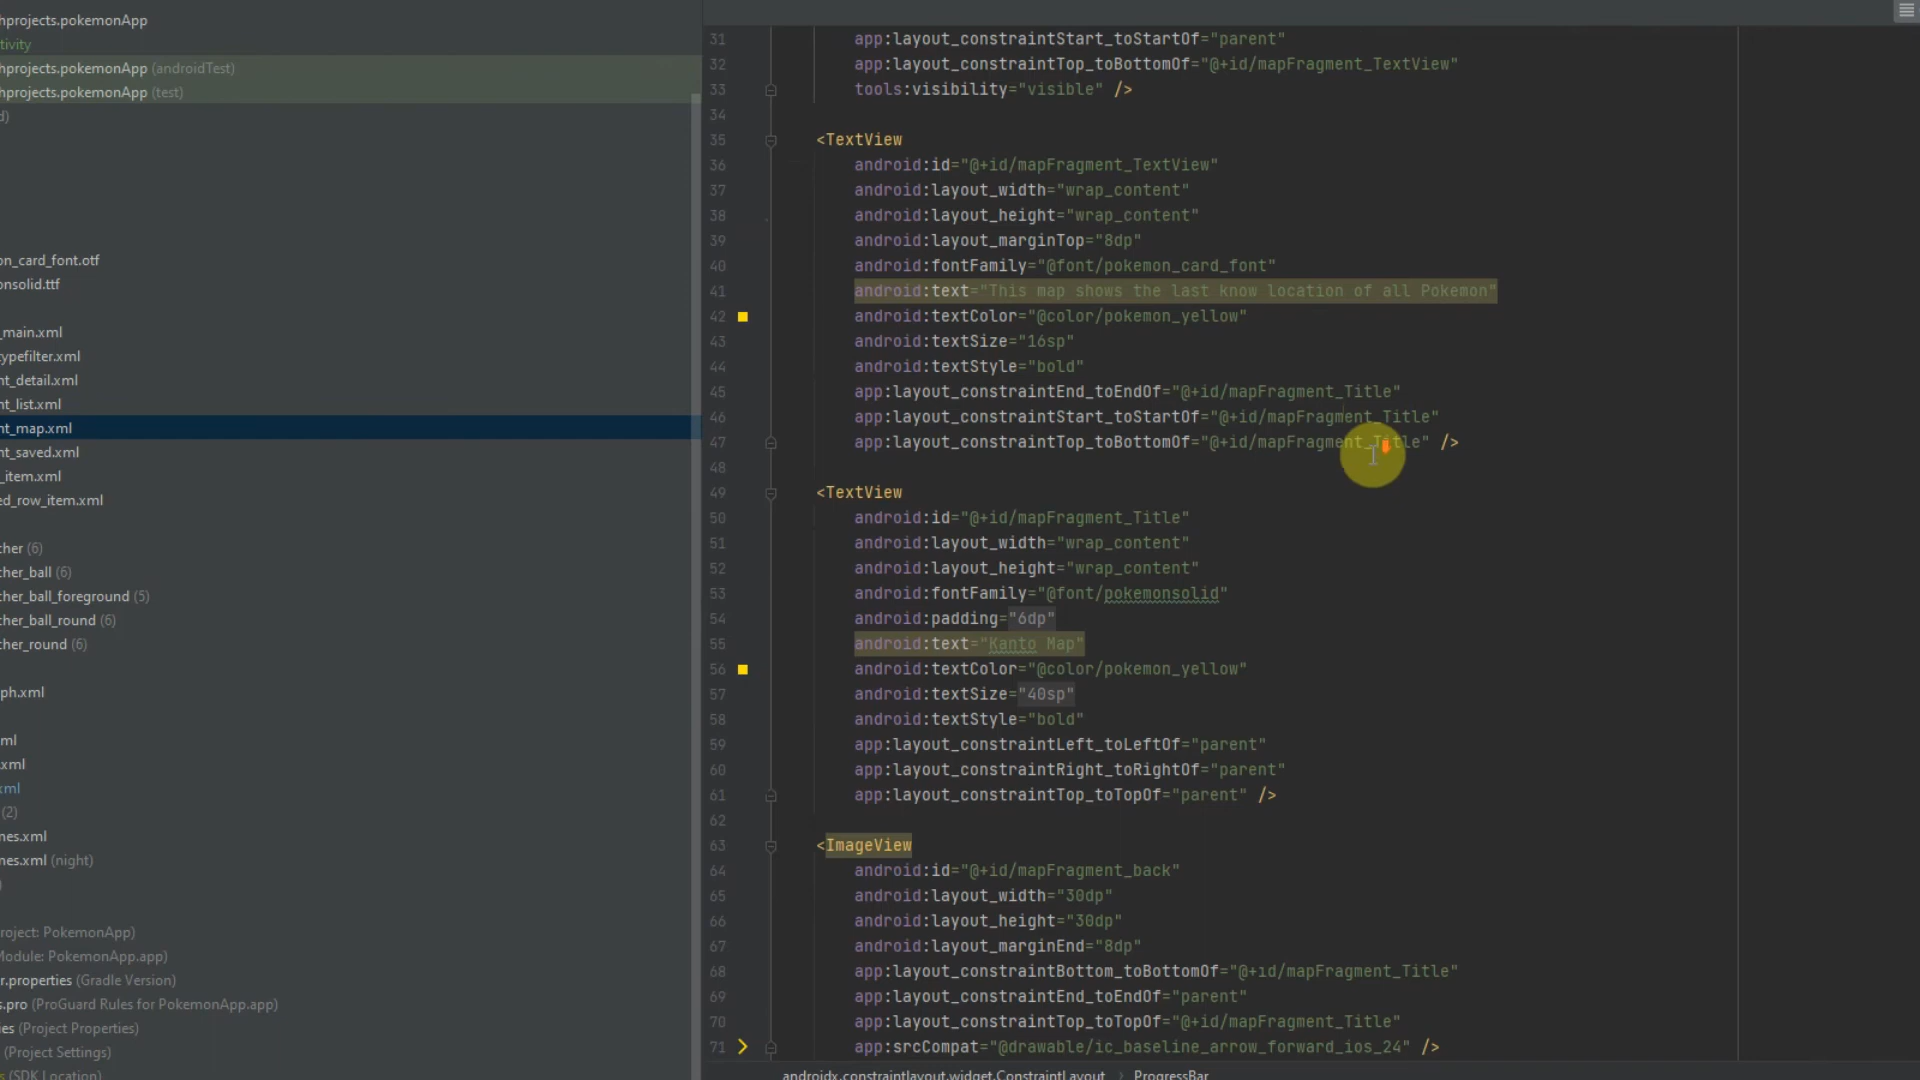 hprojects.pokemonApp
tivity
hprojects.pokemonApp (androidTest)
hprojects.pokemonApp (test)
d)
on_card_font.otf
onsolid.ttf
_main.xml
typefilter.xml
nt_detail.xml
nt_list.xml
nt_map.xml
nt_saved.xml
_item.xml
ed_row_item.xml
cher (6)
cher_ball (6)
cher_ball_foreground (5)
cher_ball_round (6)
cher_round (6)
ph.xml
ml
.xml
xml
(2)
mes.xml
mes.xml (night)
)
roject: PokemonApp)
Module: PokemonApp.app)
r.properties (Gradle Version)
s.pro (ProGuard Rules for PokemonApp.app)
ies (Project Properties)
(Project Settings)
s (SDK Location)
31 app:layout_constraintStart_toStartOf="parent"
32 app:layout_constraintTop_toBottomOf="@+id/mapFragment_TextView"
33 tools:visibility="visible" />
34
35 <TextView
36 android:id="@+id/mapFragment_TextView"
37 android:layout_width="wrap_content"
38 android:layout_height="wrap_content"
39 android:layout_marginTop="8dp"
40 android:fontFamily="@font/pokemon_card_font"
41 android:text="This map shows the last know location of all Pokemon"
42 android:textColor="@color/pokemon_yellow"
43 android:textSize="16sp"
44 android:textStyle="bold"
45 app:layout_constraintEnd_toEndOf="@+id/mapFragment_Title"
46 app:layout_constraintStart_toStartOf="@+id/mapFragment_Title"
47 app:layout_constraintTop_toBottomOf="@+id/mapFragment_Title" />
48
49 <TextView
50 android:id="@+id/mapFragment_Title"
51 android:layout_width="wrap_content"
52 android:layout_height="wrap_content"
53 android:fontFamily="@font/pokemonsolid"
54 android:padding="6dp"
55 android:text="Kanto Map"
56 android:textColor="@color/pokemon_yellow"
57 android:textSize="40sp"
58 android:textStyle="bold"
59 app:layout_constraintLeft_toLeftOf="parent"
60 app:layout_constraintRight_toRightOf="parent"
61 app:layout_constraintTop_toTopOf="parent" />
62
63 <ImageView
64 android:id="@+id/mapFragment_back"
65 android:layout_width="30dp"
66 android:layout_height="30dp"
67 android:layout_marginEnd="8dp"
68 app:layout_constraintBottom_toBottomOf="@+id/mapFragment_Title"
69 app:layout_constraintEnd_toEndOf="parent"
70 app:layout_constraintTop_toTopOf="@+id/mapFragment_Title"
71 app:srcCompat="@drawable/ic_baseline_arrow_forward_ios_24" />
androidx.constraintlayout.widget.ConstraintLayout › ProgressBar